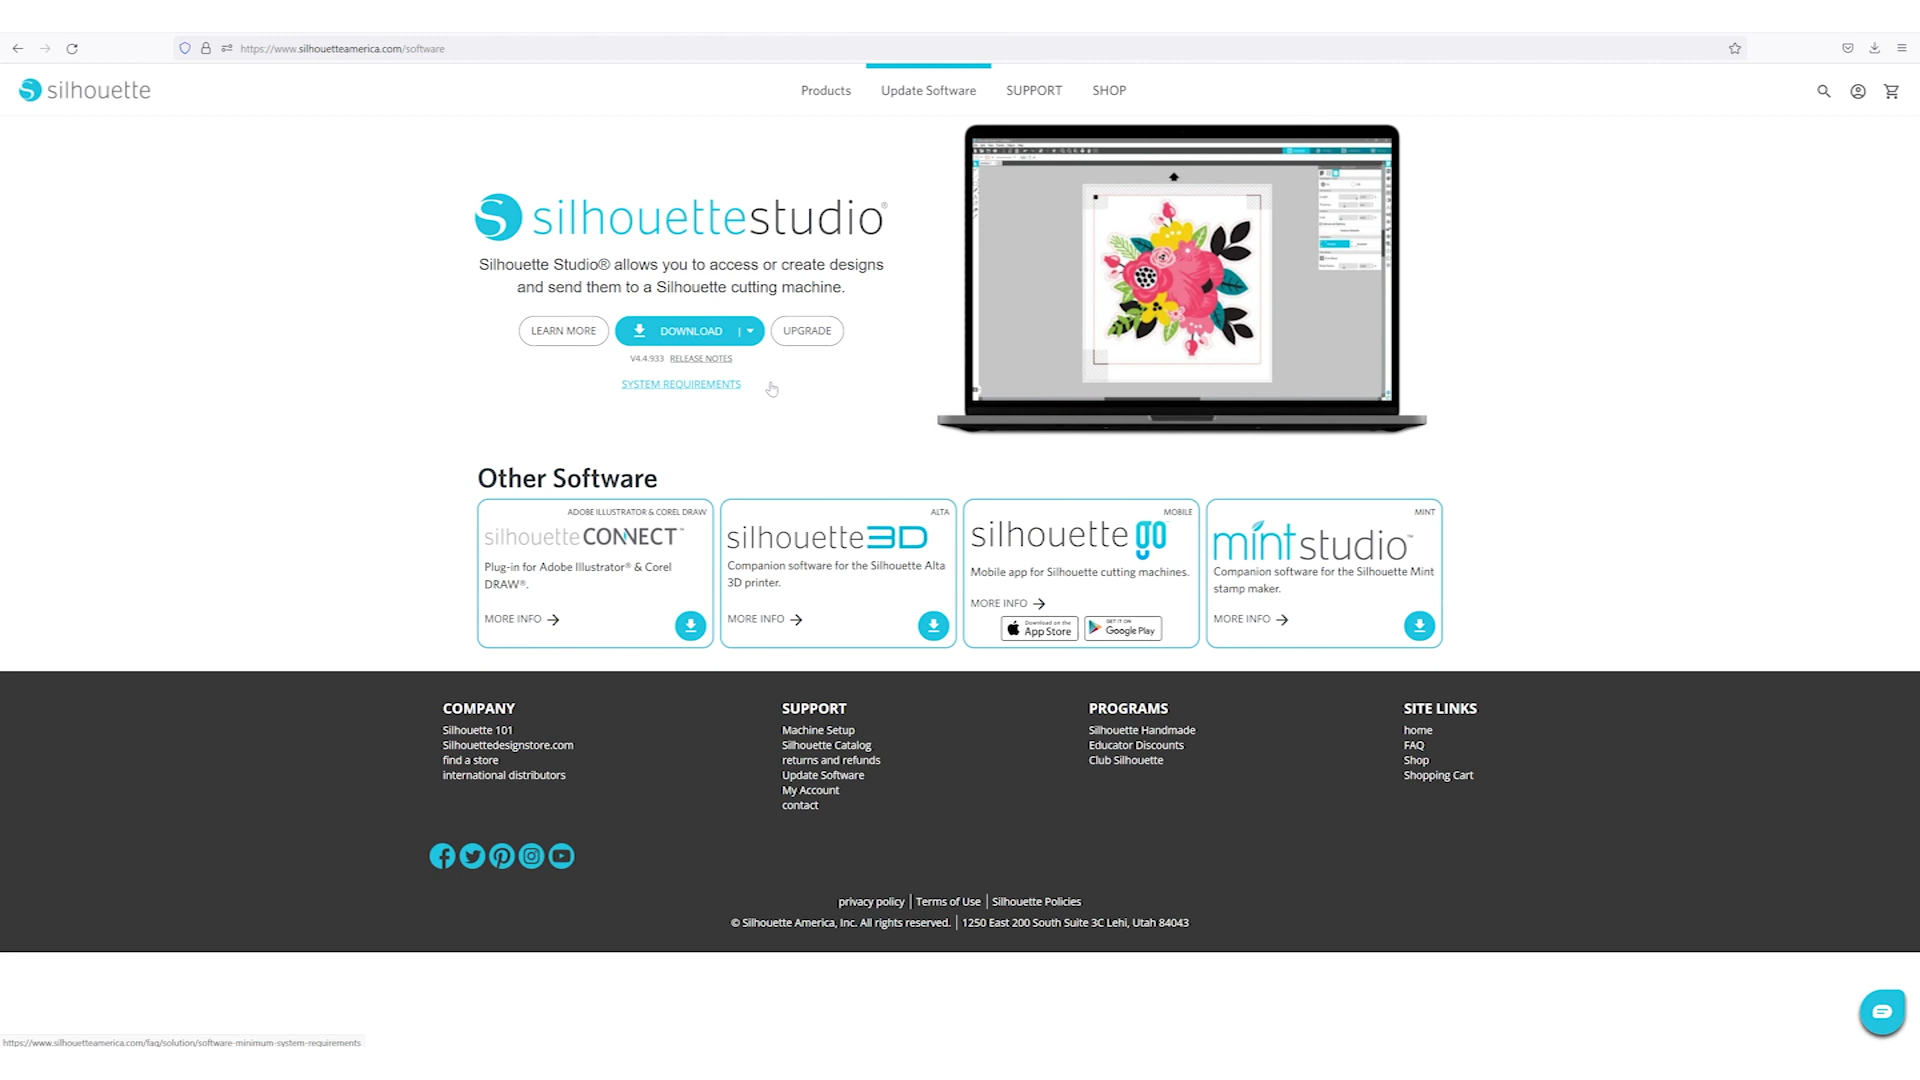 https://www.silhouetteamerica.com/software
silhouette
Products
Update Software
SUPPORT
SHOP
silhouettestudio®
Silhouette Studio® allows you to access or create designs
and send them to a Silhouette cutting machine.
LEARN MORE
DOWNLOAD
UPGRADE
V4.4.933 RELEASE NOTES
SYSTEM REQUIREMENTS
Other Software
ADOBE ILLUSTRATOR & COREL DRAW
silhouette CONNECT™
Plug-in for Adobe Illustrator® & Corel
DRAW®.
MORE INFO
ALTA
silhouette3D
Companion software for the Silhouette Alta
3D printer.
MORE INFO
MOBILE
silhouette go
Mobile app for Silhouette cutting machines.
MORE INFO
Download on the
App Store
GET IT ON
Google Play
MINT
mintstudio™
Companion software for the Silhouette Mint
stamp maker.
MORE INFO
COMPANY
Silhouette 101
Silhouettedesignstore.com
find a store
international distributors
SUPPORT
Machine Setup
Silhouette Catalog
returns and refunds
Update Software
My Account
contact
PROGRAMS
Silhouette Handmade
Educator Discounts
Club Silhouette
SITE LINKS
home
FAQ
Shop
Shopping Cart
privacy policy | Terms of Use | Silhouette Policies
© Silhouette America, Inc. All rights reserved. | 1250 East 200 South Suite 3C Lehi, Utah 84043
https://www.silhouetteamerica.com/faq/solution/software-minimum-system-requirements